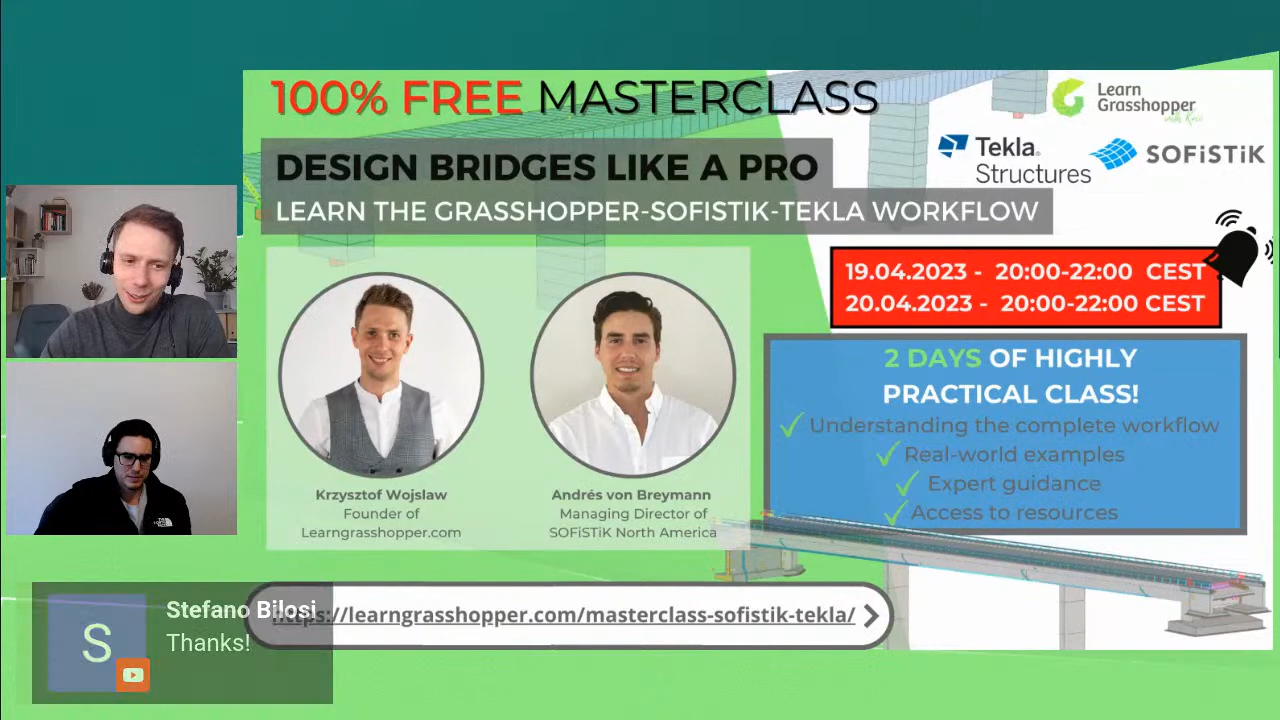 100% FREE MASTERCLASS
DESIGN BRIDGES LIKE A PRO
LEARN THE GRASSHOPPER-SOFISTIK-TEKLA WORKFLOW
Learn
Grasshopper
with Kris
Tekla®
Structures
SOFiSTiK
19.04.2023 - 20:00-22:00 CEST
20.04.2023 - 20:00-22:00 CEST
2 DAYS OF HIGHLY
PRACTICAL CLASS!
Understanding the complete workflow
Real-world examples
Expert guidance
Access to resources
Krzysztof Wojslaw
Founder of
Learngrasshopper.com
Andrés von Breymann
Managing Director of
SOFiSTiK North America
https://learngrasshopper.com/masterclass-sofistik-tekla/
S
Stefano Bilosi
Thanks!